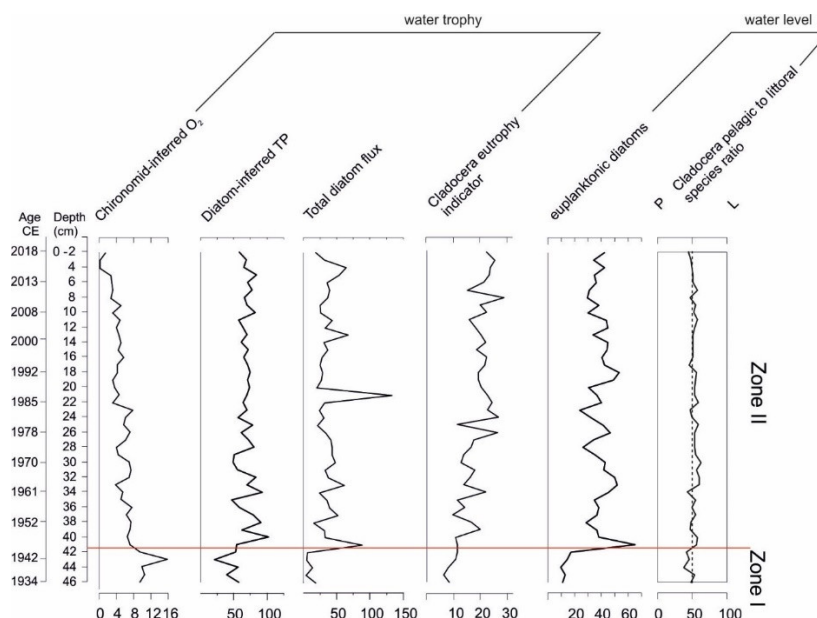 water trophy
water level
Chironomid-inferred O₂
Diatom-inferred TP
Total diatom flux
Cladocera eutrophy
indicator
euplanktonic diatoms
P
Cladocera pelagic to littoral
species ratio
L
Age
CE
Depth
(cm)
2018
2013
2008
2000
1992
1985
1978
1970
1961
1952
1942
1934
0 -2
4
6
8
10
12
14
16
18
20
22
24
26
28
30
32
34
36
38
40
42
44
46
Zone II
Zone I
0 4 8 12 16
50 100
50 100 150
0 10 20 30
20 40 60
0 50 100